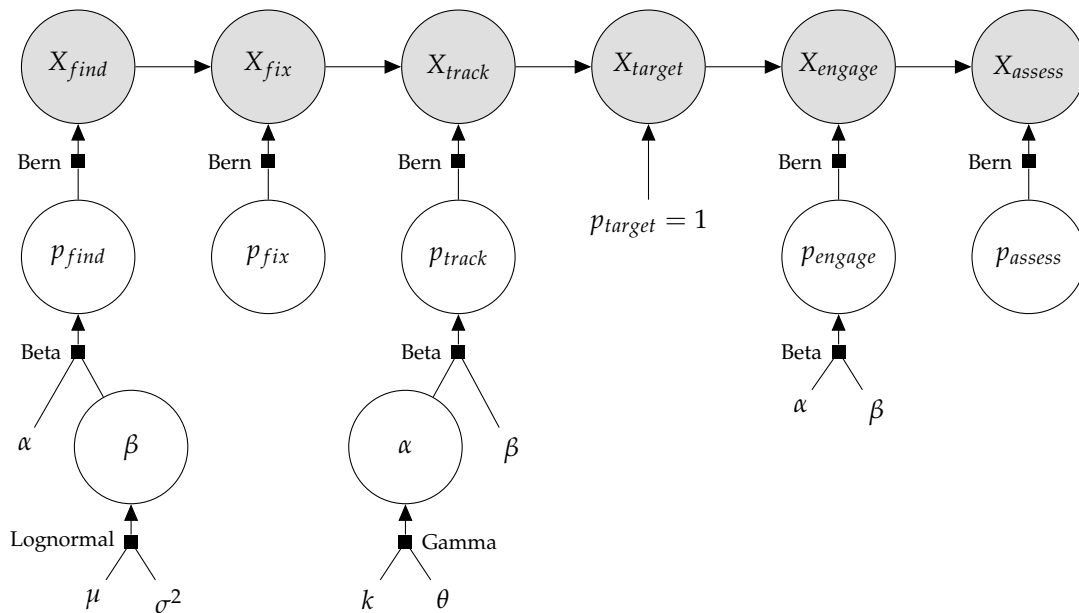 X_find X_fix X_track X_target X_engage X_assess
Bern Bern Bern Bern Bern
p_target = 1
p_find p_fix p_track p_engage p_assess
Beta Beta Beta
α β α β α β
Lognormal Gamma
μ σ² k θ